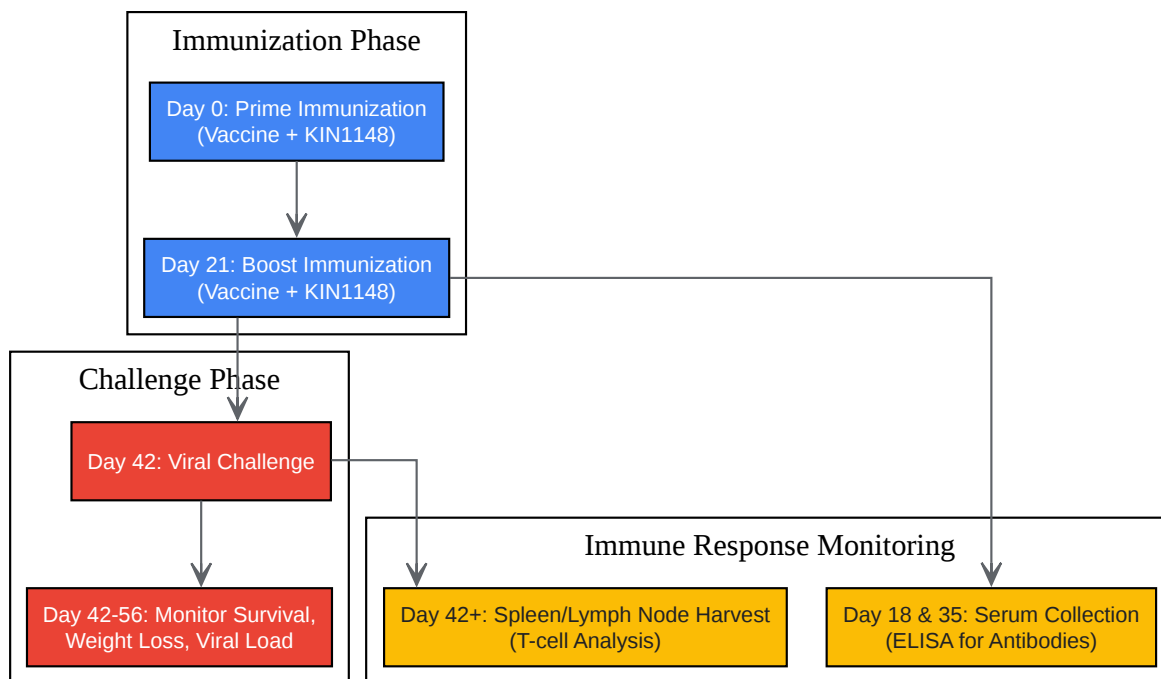 Immunization Phase
Day 0: Prime Immunization
(Vaccine + KIN1148)
Day 21: Boost Immunization
(Vaccine + KIN1148)
Challenge Phase
Day 42: Viral Challenge
Day 42-56: Monitor Survival,
Weight Loss, Viral Load
Immune Response Monitoring
Day 42+: Spleen/Lymph Node Harvest
(T-cell Analysis)
Day 18 & 35: Serum Collection
(ELISA for Antibodies)